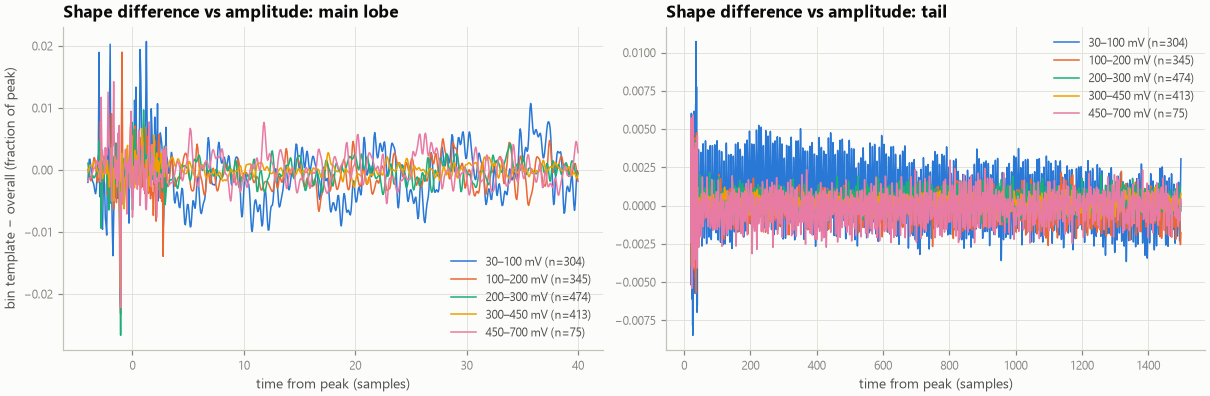 Shape difference vs amplitude: main lobe
bin template − overall (fraction of peak)
0.02
0.01
0.00
−0.01
−0.02
30–100 mV (n=304)
100–200 mV (n=345)
200–300 mV (n=474)
300–450 mV (n=413)
450–700 mV (n=75)
0 10 20 30 40
time from peak (samples)
Shape difference vs amplitude: tail
0.0100
0.0075
0.0050
0.0025
0.0000
−0.0025
−0.0050
−0.0075
30–100 mV (n=304)
100–200 mV (n=345)
200–300 mV (n=474)
300–450 mV (n=413)
450–700 mV (n=75)
0 200 400 600 800 1000 1200 1400
time from peak (samples)